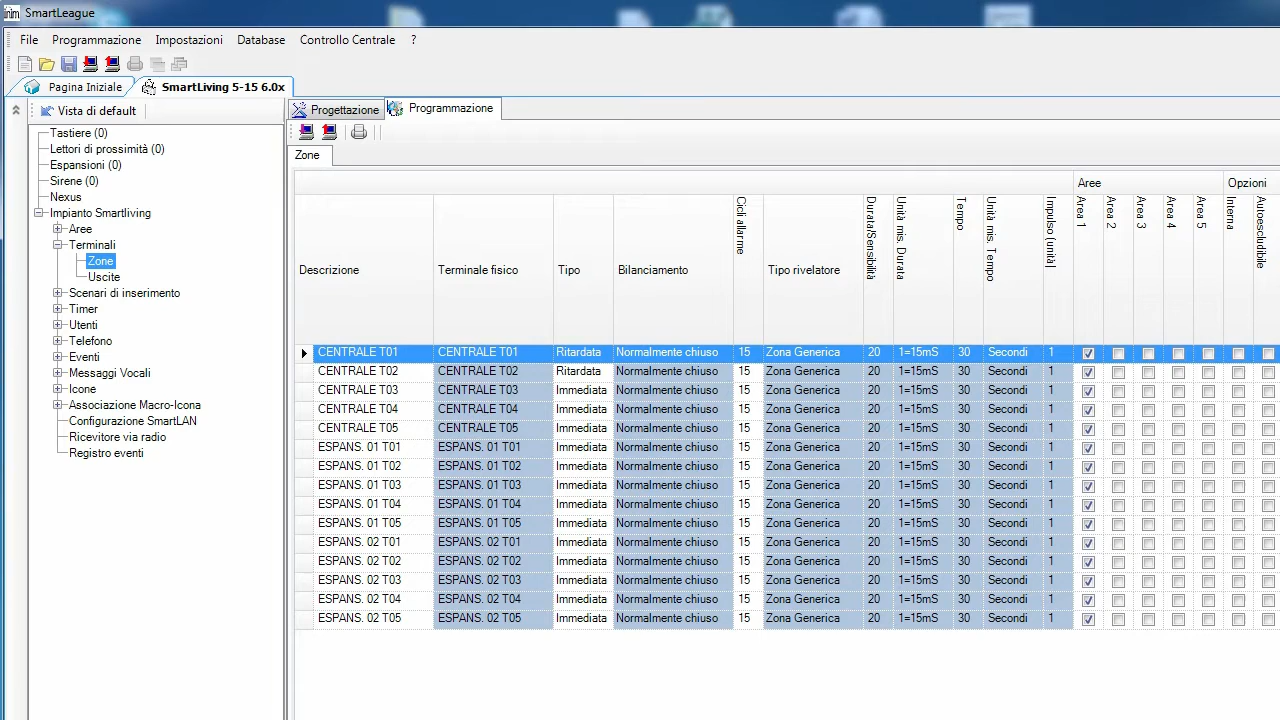 inim SmartLeague
File Programmazione Impostazioni Database Controllo Centrale ?
Pagina Iniziale SmartLiving 5-15 6.0x
Vista di default
Progettazione Programmazione
Tastiere (0)
Lettori di prossimità (0)
Espansioni (0)
Sirene (0)
Nexus
Impianto Smartliving
Aree
Terminali
Zone
Uscite
Scenari di inserimento
Timer
Utenti
Telefono
Eventi
Messaggi Vocali
Icone
Associazione Macro-Icona
Configurazione SmartLAN
Ricevitore via radio
Registro eventi
Zone
Aree Opzioni
Descrizione Terminale fisico Tipo Bilanciamento Cicli allarme Tipo rivelatore Durata/Sensibilità Unità mis. Durata Tempo Unità mis. Tempo Impulso (unità) Area 1 Area 2 Area 3 Area 4 Area 5 Interna Autoescludibile
CENTRALE T01 CENTRALE T01 Ritardata Normalmente chiuso 15 Zona Generica 20 1=15mS 30 Secondi 1
CENTRALE T02 CENTRALE T02 Ritardata Normalmente chiuso 15 Zona Generica 20 1=15mS 30 Secondi 1
CENTRALE T03 CENTRALE T03 Immediata Normalmente chiuso 15 Zona Generica 20 1=15mS 30 Secondi 1
CENTRALE T04 CENTRALE T04 Immediata Normalmente chiuso 15 Zona Generica 20 1=15mS 30 Secondi 1
CENTRALE T05 CENTRALE T05 Immediata Normalmente chiuso 15 Zona Generica 20 1=15mS 30 Secondi 1
ESPANS. 01 T01 ESPANS. 01 T01 Immediata Normalmente chiuso 15 Zona Generica 20 1=15mS 30 Secondi 1
ESPANS. 01 T02 ESPANS. 01 T02 Immediata Normalmente chiuso 15 Zona Generica 20 1=15mS 30 Secondi 1
ESPANS. 01 T03 ESPANS. 01 T03 Immediata Normalmente chiuso 15 Zona Generica 20 1=15mS 30 Secondi 1
ESPANS. 01 T04 ESPANS. 01 T04 Immediata Normalmente chiuso 15 Zona Generica 20 1=15mS 30 Secondi 1
ESPANS. 01 T05 ESPANS. 01 T05 Immediata Normalmente chiuso 15 Zona Generica 20 1=15mS 30 Secondi 1
ESPANS. 02 T01 ESPANS. 02 T01 Immediata Normalmente chiuso 15 Zona Generica 20 1=15mS 30 Secondi 1
ESPANS. 02 T02 ESPANS. 02 T02 Immediata Normalmente chiuso 15 Zona Generica 20 1=15mS 30 Secondi 1
ESPANS. 02 T03 ESPANS. 02 T03 Immediata Normalmente chiuso 15 Zona Generica 20 1=15mS 30 Secondi 1
ESPANS. 02 T04 ESPANS. 02 T04 Immediata Normalmente chiuso 15 Zona Generica 20 1=15mS 30 Secondi 1
ESPANS. 02 T05 ESPANS. 02 T05 Immediata Normalmente chiuso 15 Zona Generica 20 1=15mS 30 Secondi 1